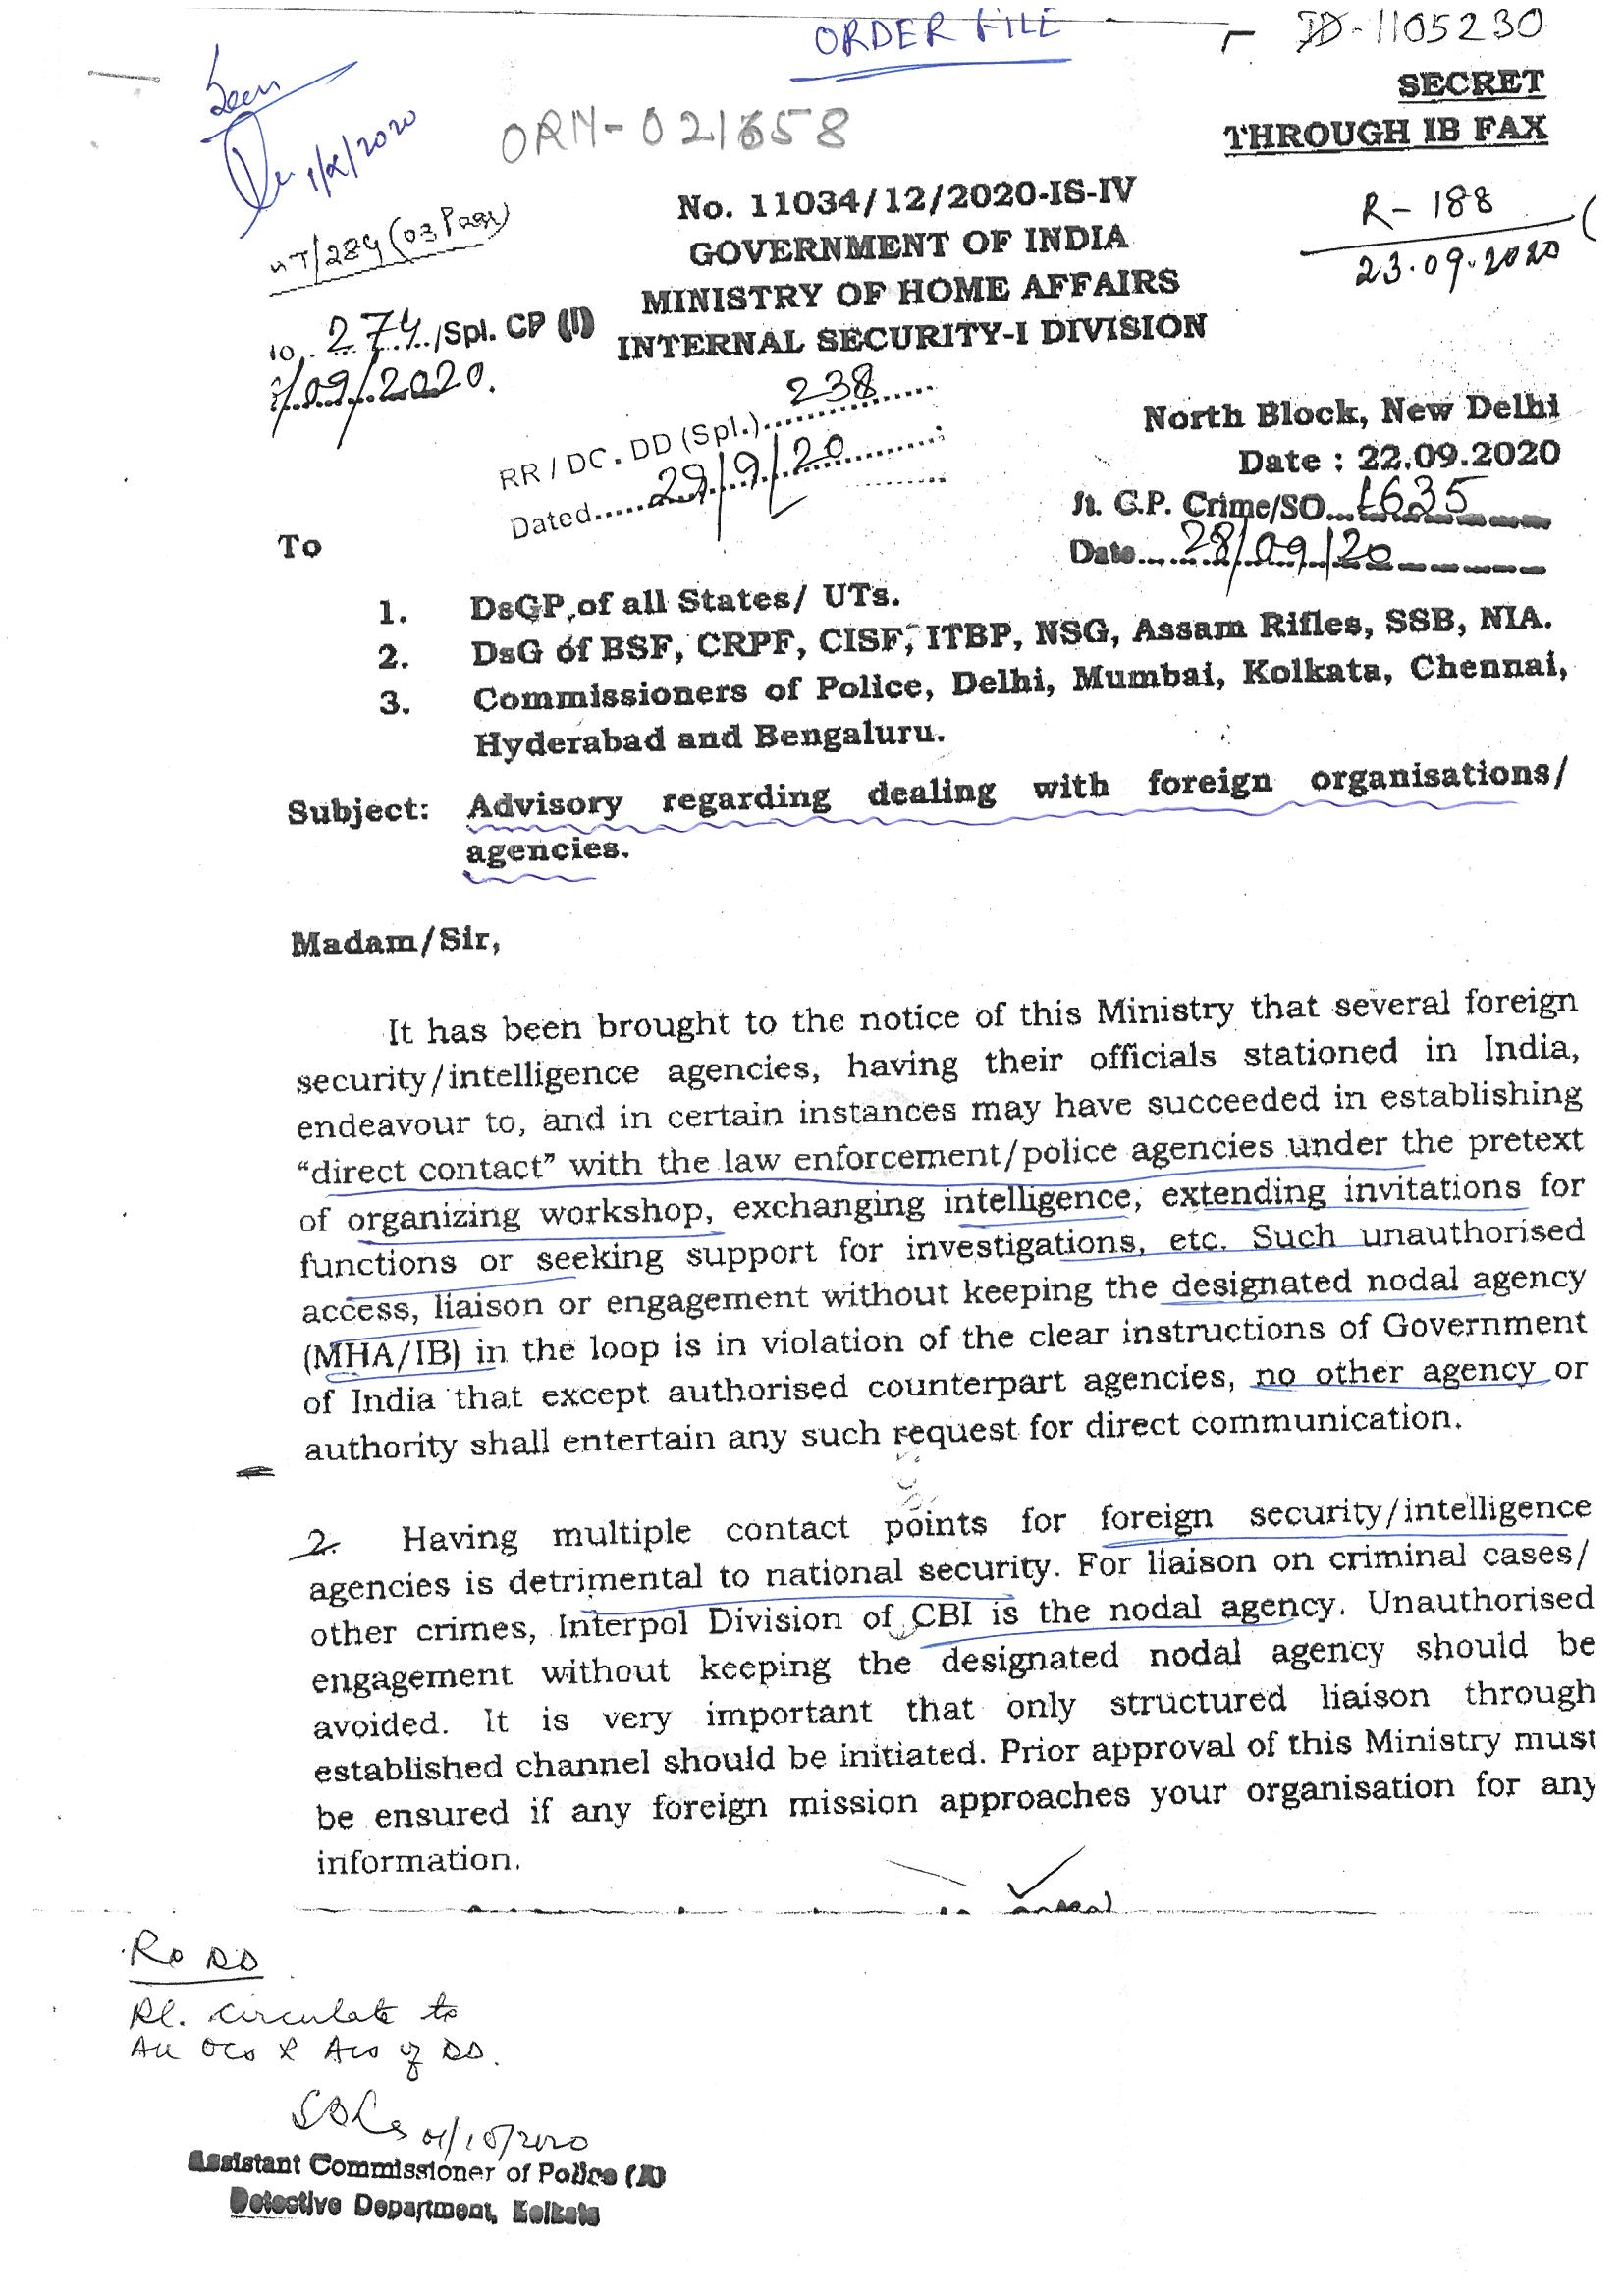 ORDER FILE
DD-1105230
SECRET
THROUGH IB FAX
Seen
1/X/2020
ORM-021658
No. 11034/12/2020-IS-IV
GOVERNMENT OF INDIA
MINISTRY OF HOME AFFAIRS
INTERNAL SECURITY-I DIVISION
R- 188
23.09.2020
274/Spl. CP (I)
/09/2020.
RR / DC. DD (Spl.) 238
Dated 29/9/20
North Block, New Delhi
Date : 22.09.2020
Jt. C.P. Crime/SO 1635
Date 28/09/20
To
1. DsGP of all States/ UTs.
2. DsG of BSF, CRPF, CISF, ITBP, NSG, Assam Rifles, SSB, NIA.
3. Commissioners of Police, Delhi, Mumbai, Kolkata, Chennai,
Hyderabad and Bengaluru.
Subject: Advisory regarding dealing with foreign organisations/
agencies.
Madam/Sir,
It has been brought to the notice of this Ministry that several foreign
security/intelligence agencies, having their officials stationed in India,
endeavour to, and in certain instances may have succeeded in establishing
“direct contact” with the law enforcement/police agencies under the pretext
of organizing workshop, exchanging intelligence, extending invitations for
functions or seeking support for investigations, etc. Such unauthorised
access, liaison or engagement without keeping the designated nodal agency
(MHA/IB) in the loop is in violation of the clear instructions of Government
of India that except authorised counterpart agencies, no other agency or
authority shall entertain any such request for direct communication.
2. Having multiple contact points for foreign security/intelligence
agencies is detrimental to national security. For liaison on criminal cases/
other crimes, Interpol Division of CBI is the nodal agency. Unauthorised
engagement without keeping the designated nodal agency should be
avoided. It is very important that only structured liaison through
established channel should be initiated. Prior approval of this Ministry must
be ensured if any foreign mission approaches your organisation for any
information.
Ro DD
Pl. circulate to
All OCs & ACs of DD.
01/10/2020
Assistant Commissioner of Police (I)
Detective Department, Kolkata